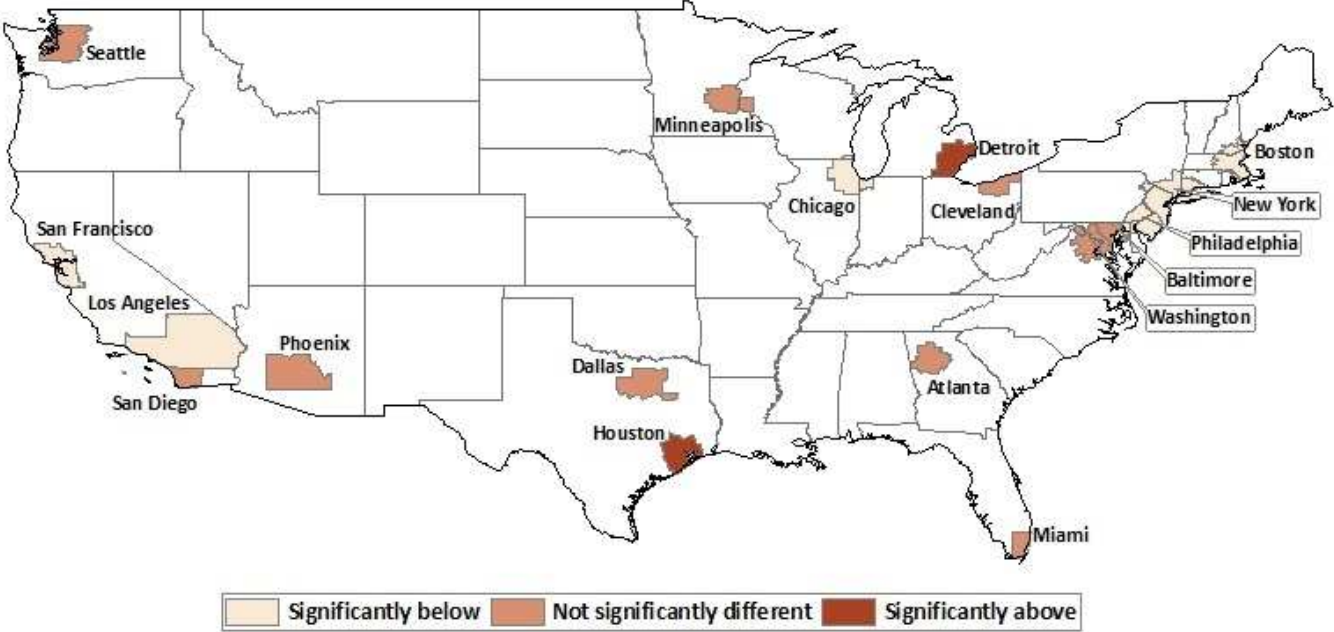 Seattle
Minneapolis
Detroit
Boston
Chicago
Cleveland
New York
San Francisco
Philadelphia
Baltimore
Los Angeles
Washington
Phoenix
Dallas
Atlanta
San Diego
Houston
Miami
Significantly below Not significantly different Significantly above